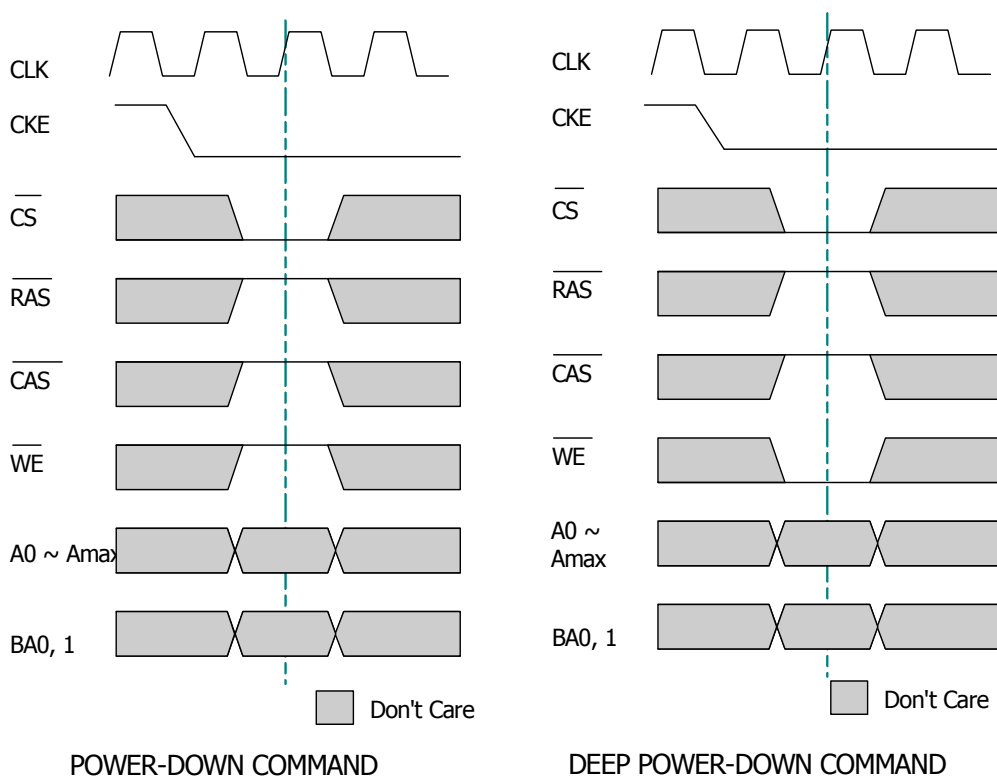 CLK
CKE
CS
RAS
CAS
WE
A0 ~ Amax
BA0, 1
Don't Care
POWER-DOWN COMMAND
CLK
CKE
CS
RAS
CAS
WE
A0 ~
Amax
BA0, 1
Don't Care
DEEP POWER-DOWN COMMAND